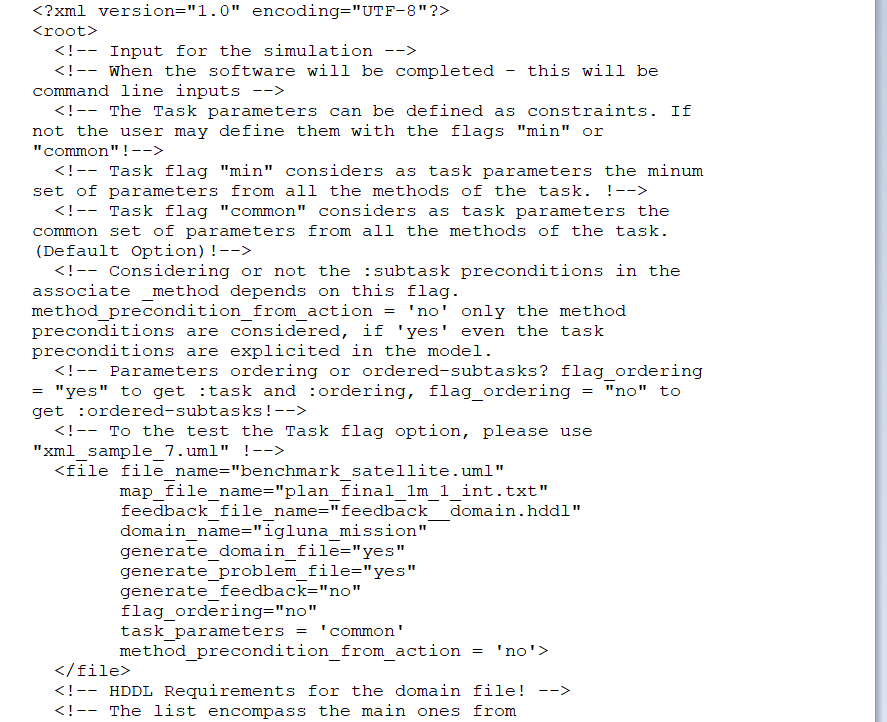 <?xml version="1.0" encoding="UTF-8"?>
<root>
<!-- Input for the simulation -->
<!-- When the software will be completed - this will be
command line inputs -->
<!-- The Task parameters can be defined as constraints. If
not the user may define them with the flags "min" or
"common"!-->
<!-- Task flag "min" considers as task parameters the minum
set of parameters from all the methods of the task. !-->
<!-- Task flag "common" considers as task parameters the
common set of parameters from all the methods of the task.
(Default Option)!-->
<!-- Considering or not the :subtask preconditions in the
associate _method depends on this flag.
method_precondition_from_action = 'no' only the method
preconditions are considered, if 'yes' even the task
preconditions are explicited in the model.
<!-- Parameters ordering or ordered-subtasks? flag_ordering
= "yes" to get :task and :ordering, flag_ordering = "no" to
get :ordered-subtasks!-->
<!-- To the test the Task flag option, please use
"xml_sample_7.uml" !-->
<file file_name="benchmark_satellite.uml"
map_file_name="plan_final_1m_1_int.txt"
feedback_file_name="feedback__domain.hddl"
domain_name="igluna_mission"
generate_domain_file="yes"
generate_problem_file="yes"
generate_feedback="no"
flag_ordering="no"
task_parameters = 'common'
method_precondition_from_action = 'no'>
</file>
<!-- HDDL Requirements for the domain file! -->
<!-- The list encompass the main ones from